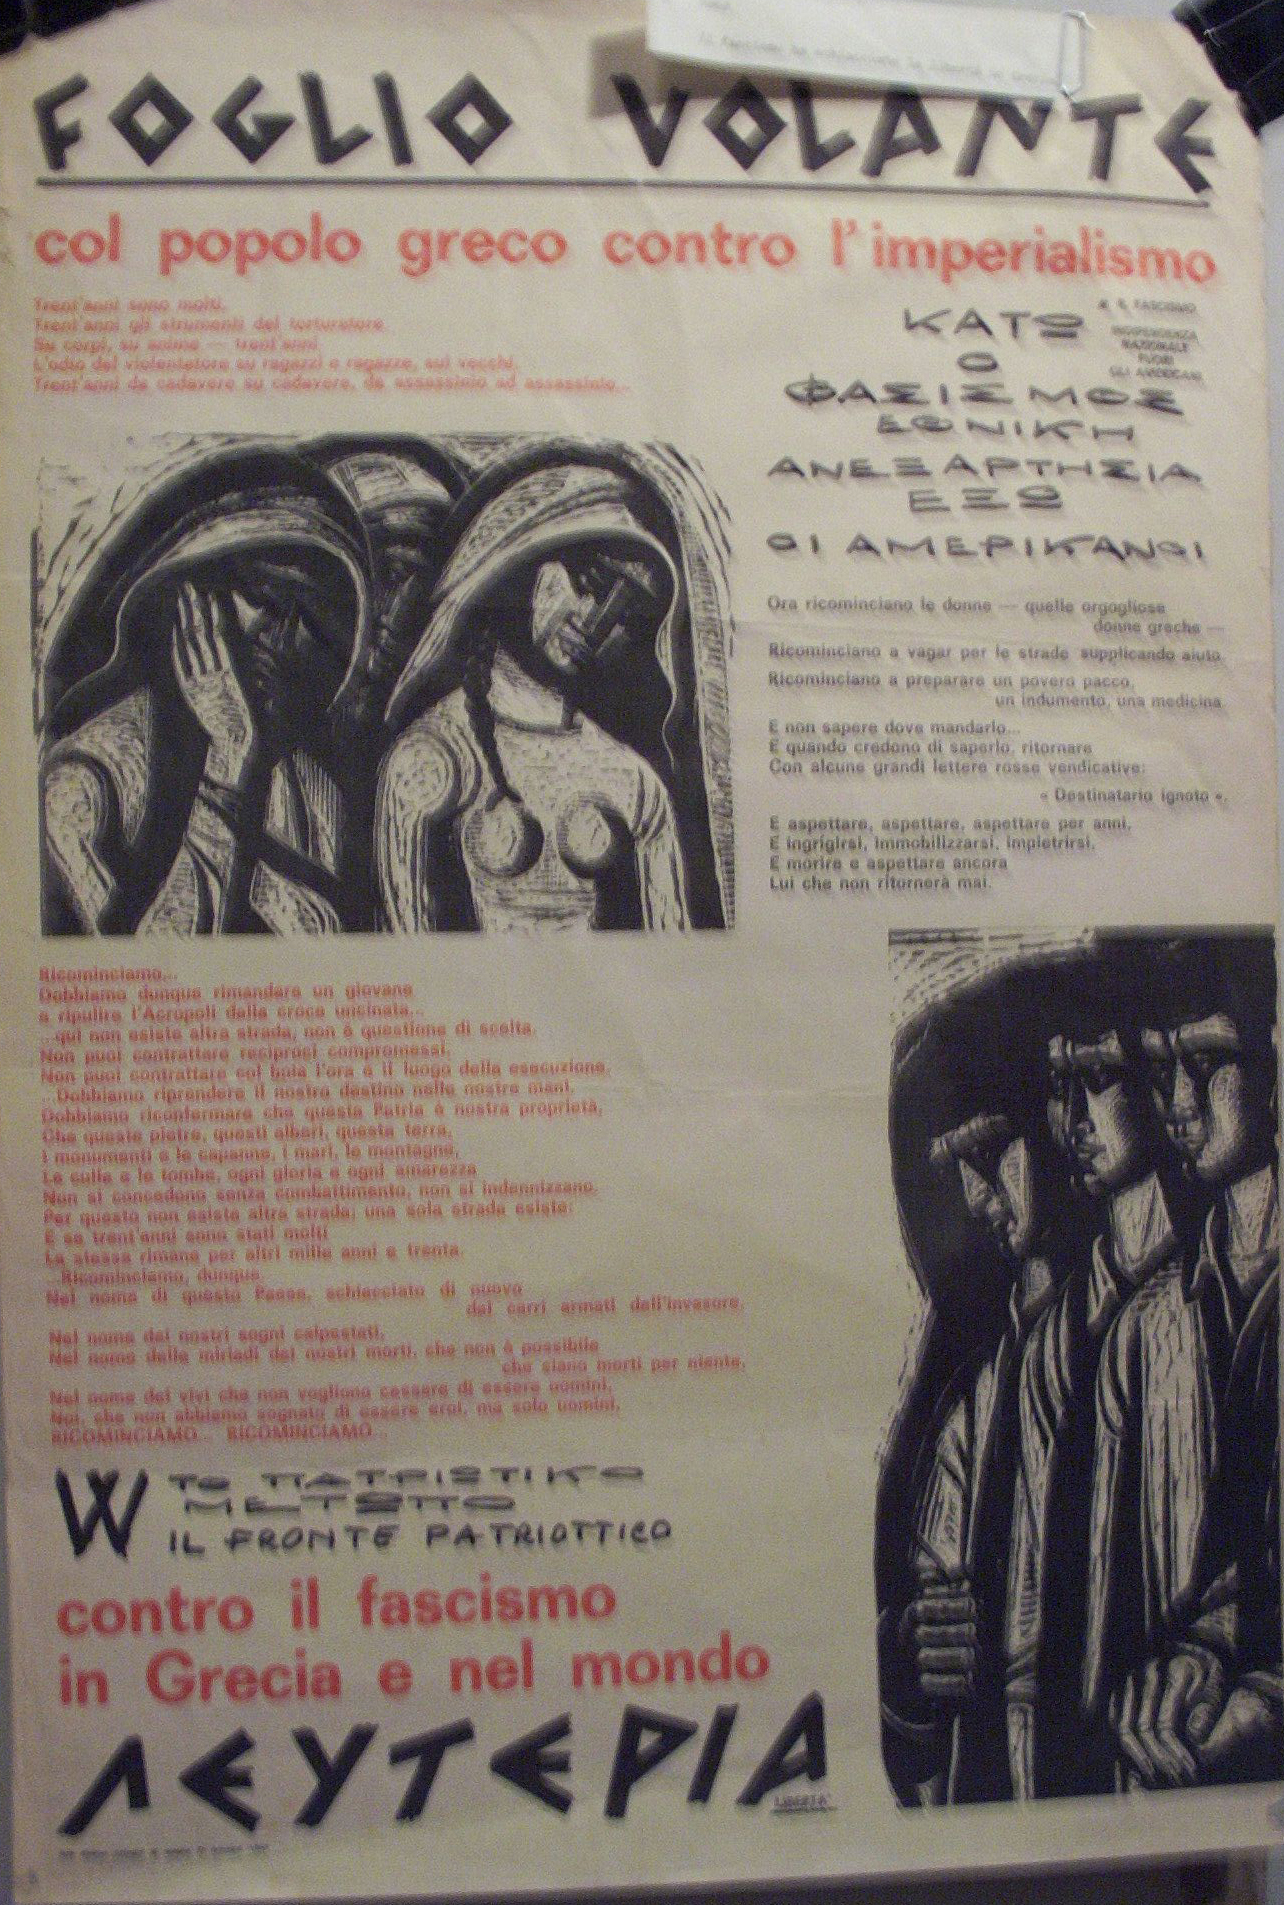 FOGLIO VOLANTE
col popolo greco contro l'imperialismo
Trent'anni sono molti.
Trent'anni gli strumenti del torturatore
Su corpi, su anime — trent'anni
L'odio del violentatore su ragazzi e ragazze, sui vecchi,
Trent'anni da cadavere su cadavere, da assassinio ad assassinio...
ΚΑΤΩ
Ο
ΦΑΣΙΣΜΟΣ
ΕΘΝΙΚΗ
ΑΝΕΞΑΡΤΗΣΙΑ
ΕΞΩ
ΟΙ ΑΜΕΡΙΚΑΝΟΙ
IL FASCISMO
INDIPENDENZA
NAZIONALE
FUORI
GLI AMERICANI
Ora ricominciano le donne — quelle orgogliose
donne greche —
Ricominciano a vagar per le strade supplicando aiuto.
Ricominciano a preparare un povero pacco,
un indumento, una medicina
E non sapere dove mandarlo...
E quando credono di saperlo, ritornare
Con alcune grandi lettere rosse vendicative:
« Destinatario ignoto ».
E aspettare, aspettare, aspettare per anni,
E ingrigirsi, immobilizzarsi, impietrirsi,
E morire e aspettare ancora
Lui che non ritornerà mai.
Ricominciamo...
Dobbiamo dunque rimandare un giovane
a ripulire l'Acropoli dalla croce uncinata...
...qui non esiste altra strada, non è questione di scelta.
Non puoi contrattare reciproci compromessi.
Non puoi contrattare col boia l'ora e il luogo della esecuzione.
...Dobbiamo riprendere il nostro destino nelle nostre mani,
Dobbiamo riconfermare che questa Patria è nostra proprietà,
Che queste pietre, questi alberi, questa terra,
I monumenti e le capanne, i mari, le montagne,
Le culle e le tombe, ogni gloria e ogni amarezza
Non si concedono senza combattimento, non si indennizzano.
Per questo non esiste altra strada; una sola strada esiste:
E se trent'anni sono stati molti
La stessa rimane per altri mille anni e trenta.
...Ricominciamo, dunque
Nel nome di questo Paese, schiacciato di nuovo
dai carri armati dell'invasore.
Nel nome dei nostri sogni calpestati,
Nel nome delle miriadi dei nostri morti, che non è possibile
che siano morti per niente,
Nel nome dei vivi che non vogliono cessare di essere uomini,
Noi, che non abbiamo sognato di essere eroi, ma solo uomini,
RICOMINCIAMO... RICOMINCIAMO...
W ΤΟ ΠΑΤΡΙΩΤΙΚΟ
ΜΕΤΩΠΟ
IL FRONTE PATRIOTTICO
contro il fascismo
in Grecia e nel mondo
ΛΕΥΤΕΡΙΑ
LIBERTA'